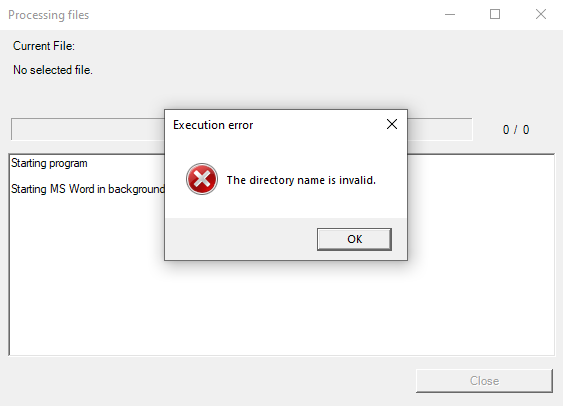 Processing files
Current File:
No selected file.
0 / 0
Starting program
Starting MS Word in background
Execution error
The directory name is invalid.
OK
Close